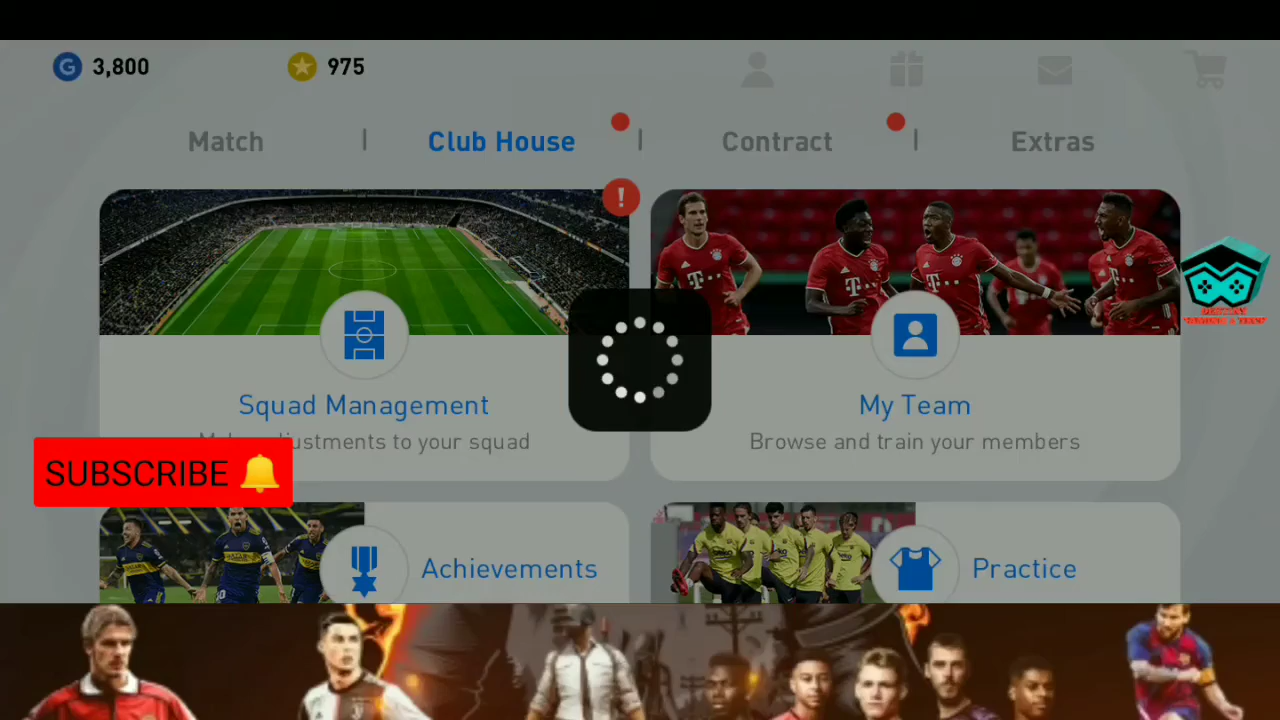 G 3,800
975
Match | Club House | Contract | Extras
!
Squad Management
adjustments to your squad
My Team
Browse and train your members
SUBSCRIBE
Achievements
Practice